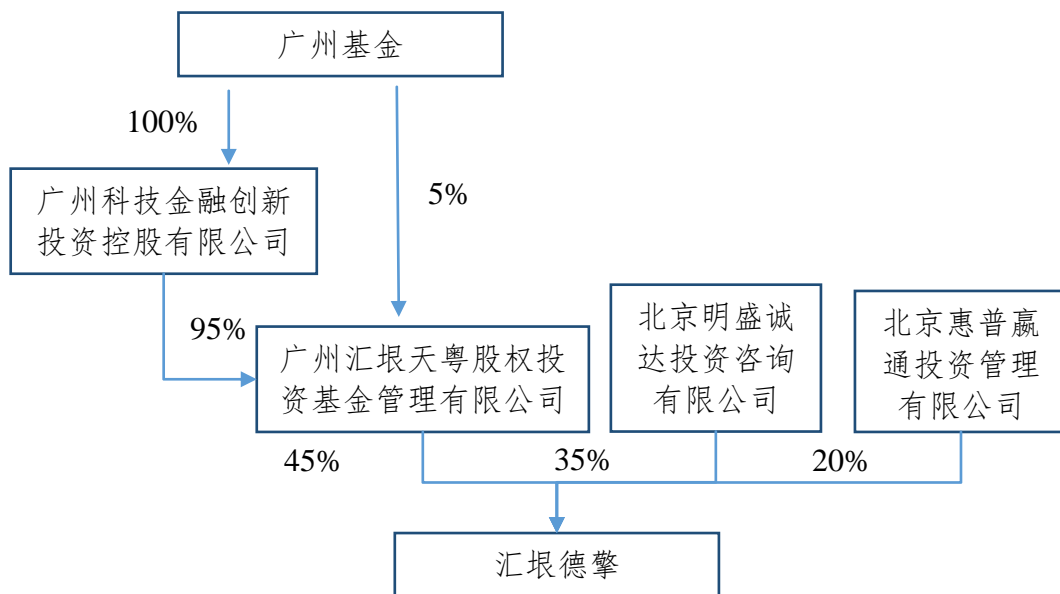 广州基金
100%
5%
广州科技金融创新
投资控股有限公司
95%
广州汇垠天粤股权投
资基金管理有限公司
北京明盛诚
达投资咨询
有限公司
北京惠普赢
通投资管理
有限公司
45%
35%
20%
汇垠德擎